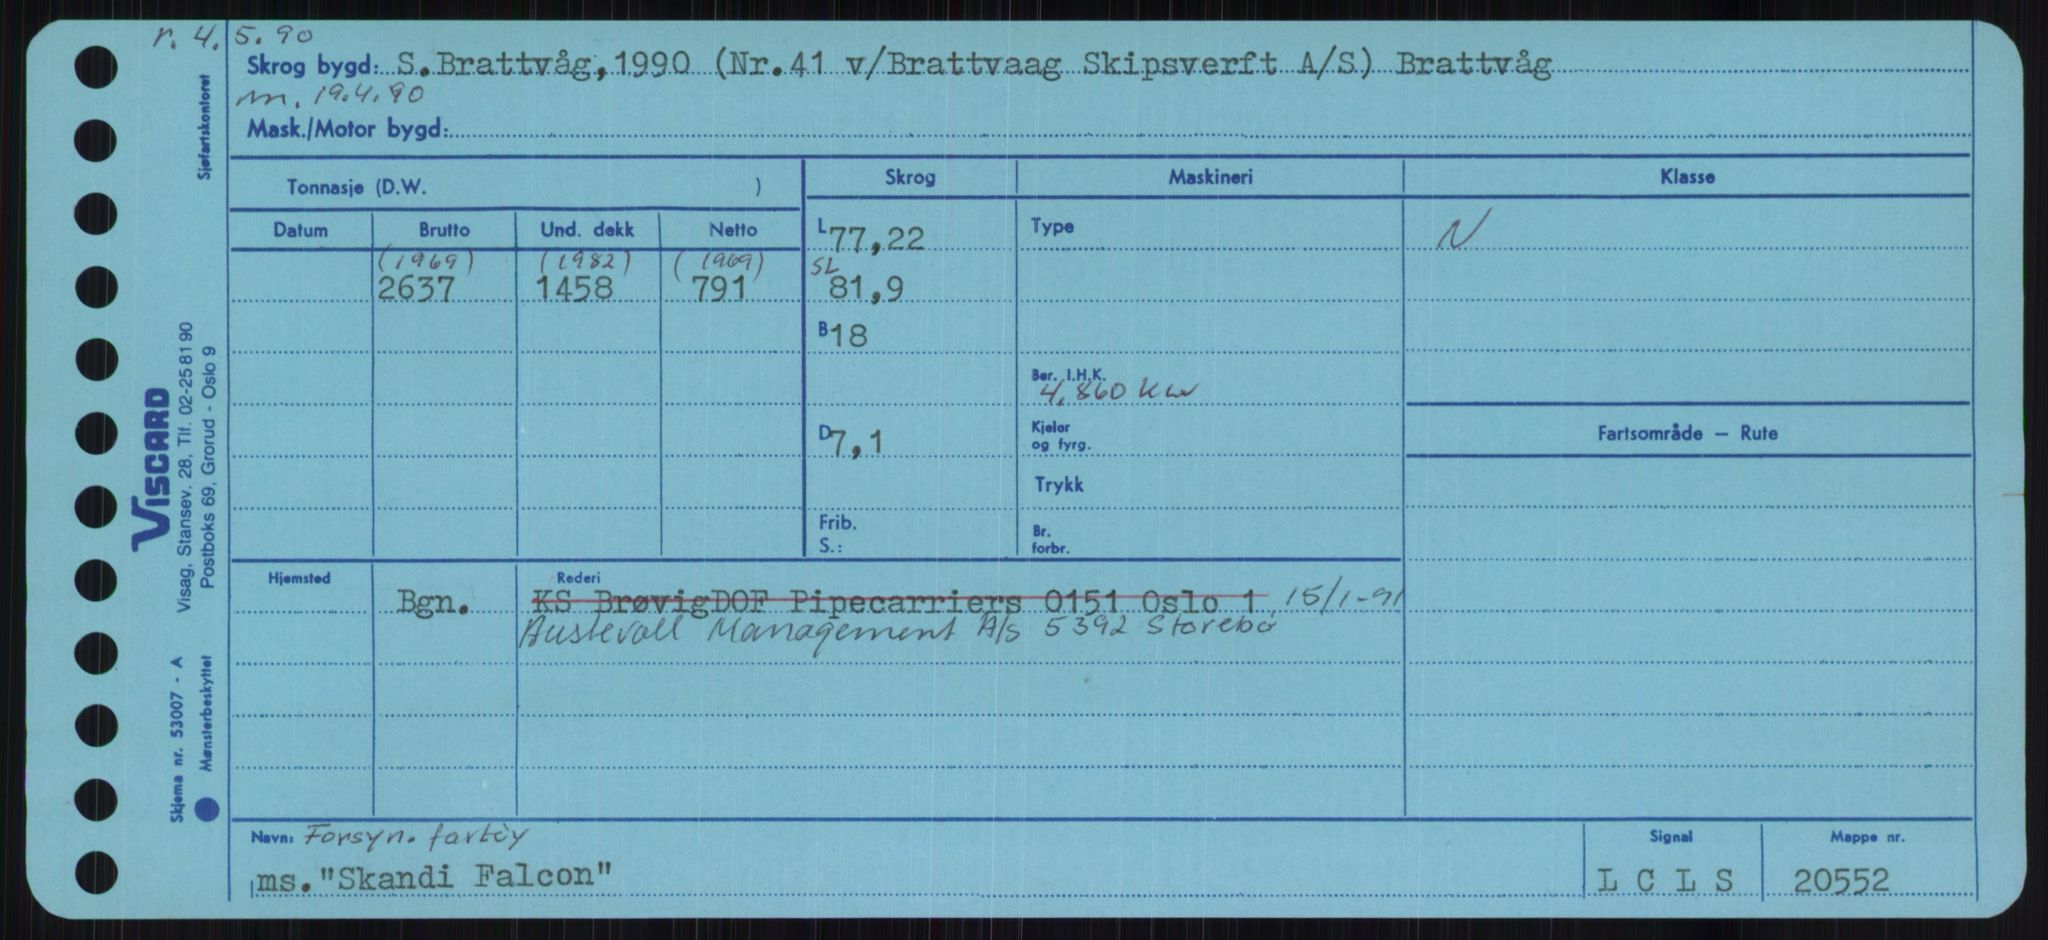 r. 4. 5. 90
Skrog bygd: S.Brattvåg,1990 (Nr.41 v/Brattvaag Skipsverft A/S) Brattvåg
m. 19.4.90
Mask./Motor bygd:
Tonnasje (D.W. )
Skrog
Maskineri
Klasse
Datum
Brutto
Und. dekk
Netto
L 77,22
Type
N
(1969) (1982) (1969)
2637 1458 791
SL
81,9
B 18
Ber. I.H.K.
4,860 kw
D 7,1
Kjeler
og fyrg.
Fartsområde — Rute
Trykk
Frib.
S.:
Br.
forbr.
Hjemsted
Rederi
Bgn. KS BrøvigDOF Pipecarriers 0151 Oslo 1, 15/1-91
Austevoll Management A/s 5392 Storebø
Navn: Forsyn. fartöy
ms."Skandi Falcon"
Signal
L C L S
Mappe nr.
20552
Sjøfartskontoret
VISCARD
Visag, Stansev. 28, Tlf. 02-25 81 90
Postboks 69, Grorud - Oslo 9
Skjema nr. 53007 - A
Mønsterbeskyttet